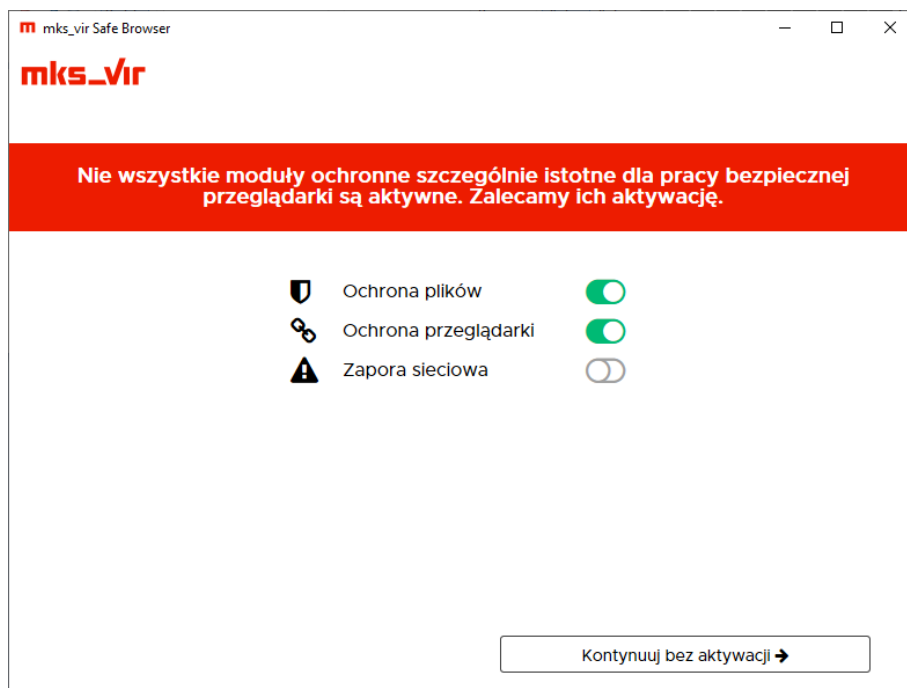 mks_vir Safe Browser
mks_vir
Nie wszystkie moduły ochronne szczególnie istotne dla pracy bezpiecznej
przeglądarki są aktywne. Zalecamy ich aktywację.
Ochrona plików
Ochrona przeglądarki
Zapora sieciowa
Kontynuuj bez aktywacji →